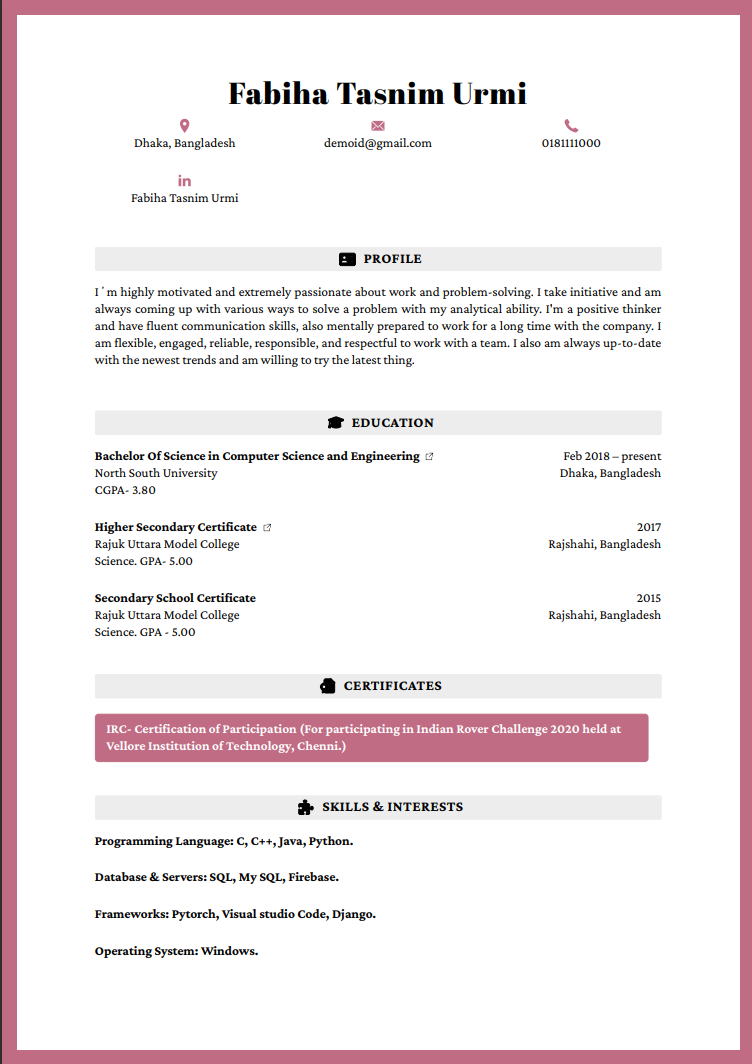 Fabiha Tasnim Urmi
Dhaka, Bangladesh
demoid@gmail.com
0181111000
Fabiha Tasnim Urmi
PROFILE
I ' m highly motivated and extremely passionate about work and problem-solving. I take initiative and am
always coming up with various ways to solve a problem with my analytical ability. I'm a positive thinker
and have fluent communication skills, also mentally prepared to work for a long time with the company. I
am flexible, engaged, reliable, responsible, and respectful to work with a team. I also am always up-to-date
with the newest trends and am willing to try the latest thing.
EDUCATION
Bachelor Of Science in Computer Science and Engineering
Feb 2018 – present
North South University
Dhaka, Bangladesh
CGPA- 3.80
Higher Secondary Certificate
2017
Rajuk Uttara Model College
Rajshahi, Bangladesh
Science. GPA- 5.00
Secondary School Certificate
2015
Rajuk Uttara Model College
Rajshahi, Bangladesh
Science. GPA - 5.00
CERTIFICATES
IRC- Certification of Participation (For participating in Indian Rover Challenge 2020 held at
Vellore Institution of Technology, Chenni.)
SKILLS & INTERESTS
Programming Language: C, C++, Java, Python.
Database & Servers: SQL, My SQL, Firebase.
Frameworks: Pytorch, Visual studio Code, Django.
Operating System: Windows.